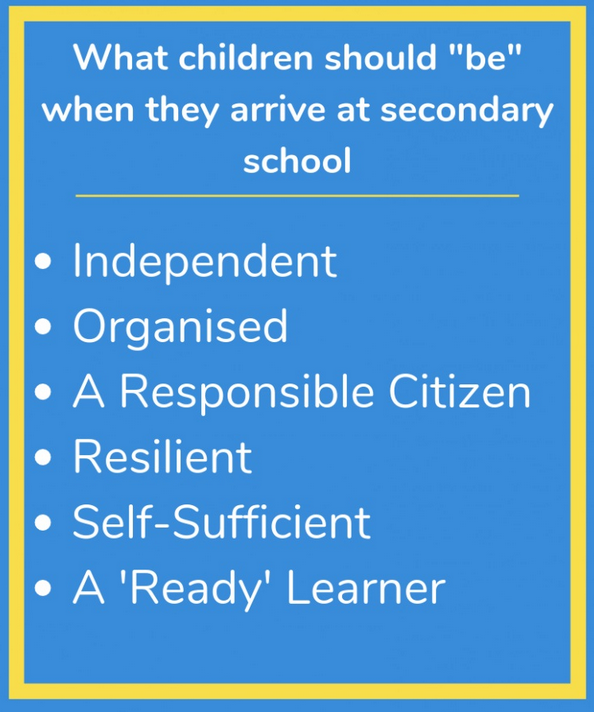 What children should "be"
when they arrive at secondary
school
• Independent
• Organised
• A Responsible Citizen
• Resilient
• Self-Sufficient
• A 'Ready' Learner